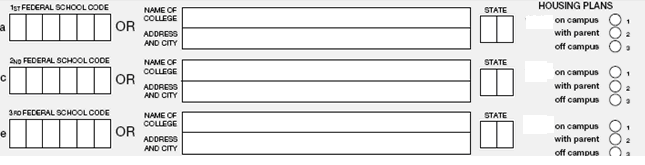 1ST FEDERAL SCHOOL CODE NAME OF COLLEGE STATE HOUSING PLANS
a OR ADDRESS AND CITY
on campus 1
with parent 2
off campus 3
2ND FEDERAL SCHOOL CODE NAME OF COLLEGE STATE
c OR ADDRESS AND CITY
on campus 1
with parent 2
off campus 3
3RD FEDERAL SCHOOL CODE NAME OF COLLEGE STATE
e OR ADDRESS AND CITY
on campus 1
with parent 2
off campus 3